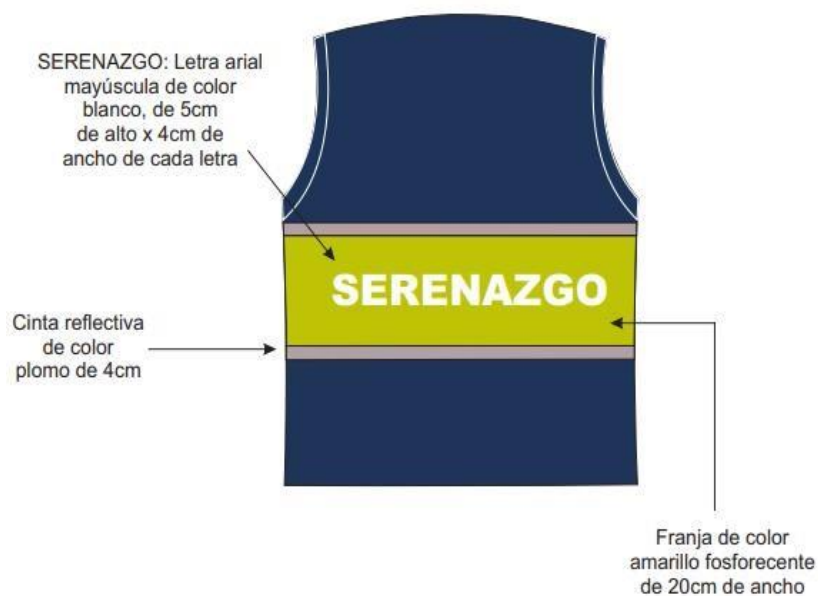 SERENAZGO: Letra arial
mayúscula de color
blanco, de 5cm
de alto x 4cm de
ancho de cada letra
SERENAZGO
Cinta reflectiva
de color
plomo de 4cm
Franja de color
amarillo fosforecente
de 20cm de ancho